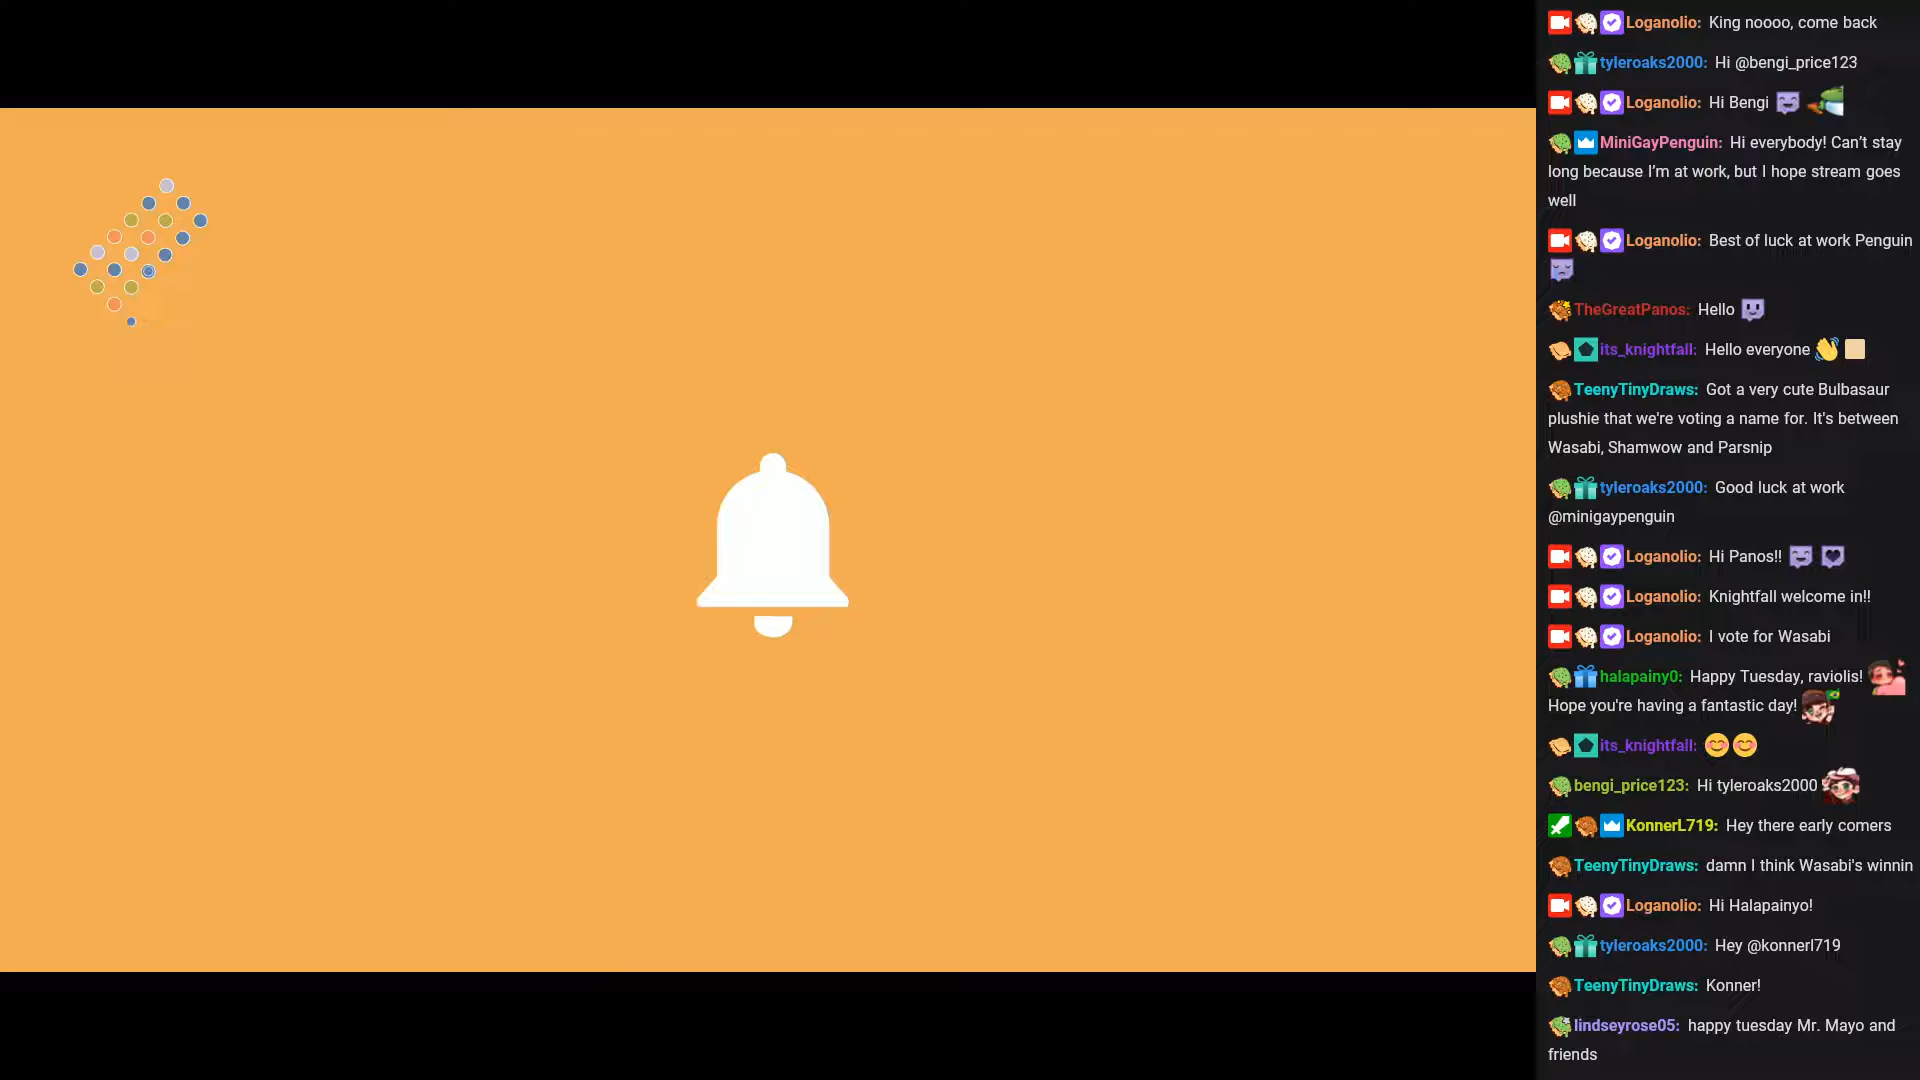 Loganolio: King noooo, come back
tyleroaks2000: Hi @bengi_price123
Loganolio: Hi Bengi
MiniGayPenguin: Hi everybody! Can’t stay
long because I’m at work, but I hope stream goes
well
Loganolio: Best of luck at work Penguin
TheGreatPanos: Hello
its_knightfall: Hello everyone
TeenyTinyDraws: Got a very cute Bulbasaur
plushie that we're voting a name for. It's between
Wasabi, Shamwow and Parsnip
tyleroaks2000: Good luck at work
@minigaypenguin
Loganolio: Hi Panos!!
Loganolio: Knightfall welcome in!!
Loganolio: I vote for Wasabi
halapainy0: Happy Tuesday, raviolis!
Hope you're having a fantastic day!
its_knightfall:
bengi_price123: Hi tyleroaks2000
KonnerL719: Hey there early comers
TeenyTinyDraws: damn I think Wasabi's winnin
Loganolio: Hi Halapainyo!
tyleroaks2000: Hey @konnerl719
TeenyTinyDraws: Konner!
lindseyrose05: happy tuesday Mr. Mayo and
friends